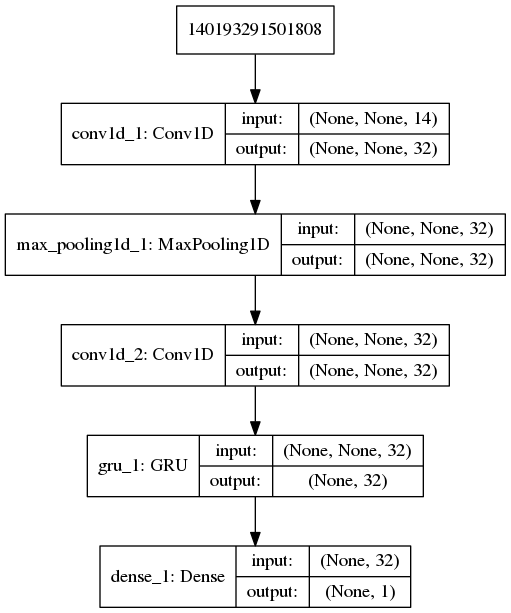 140193291501808
conv1d_1: Conv1D
input:
(None, None, 14)
output:
(None, None, 32)
max_pooling1d_1: MaxPooling1D
input:
(None, None, 32)
output:
(None, None, 32)
conv1d_2: Conv1D
input:
(None, None, 32)
output:
(None, None, 32)
gru_1: GRU
input:
(None, None, 32)
output:
(None, 32)
dense_1: Dense
input:
(None, 32)
output:
(None, 1)